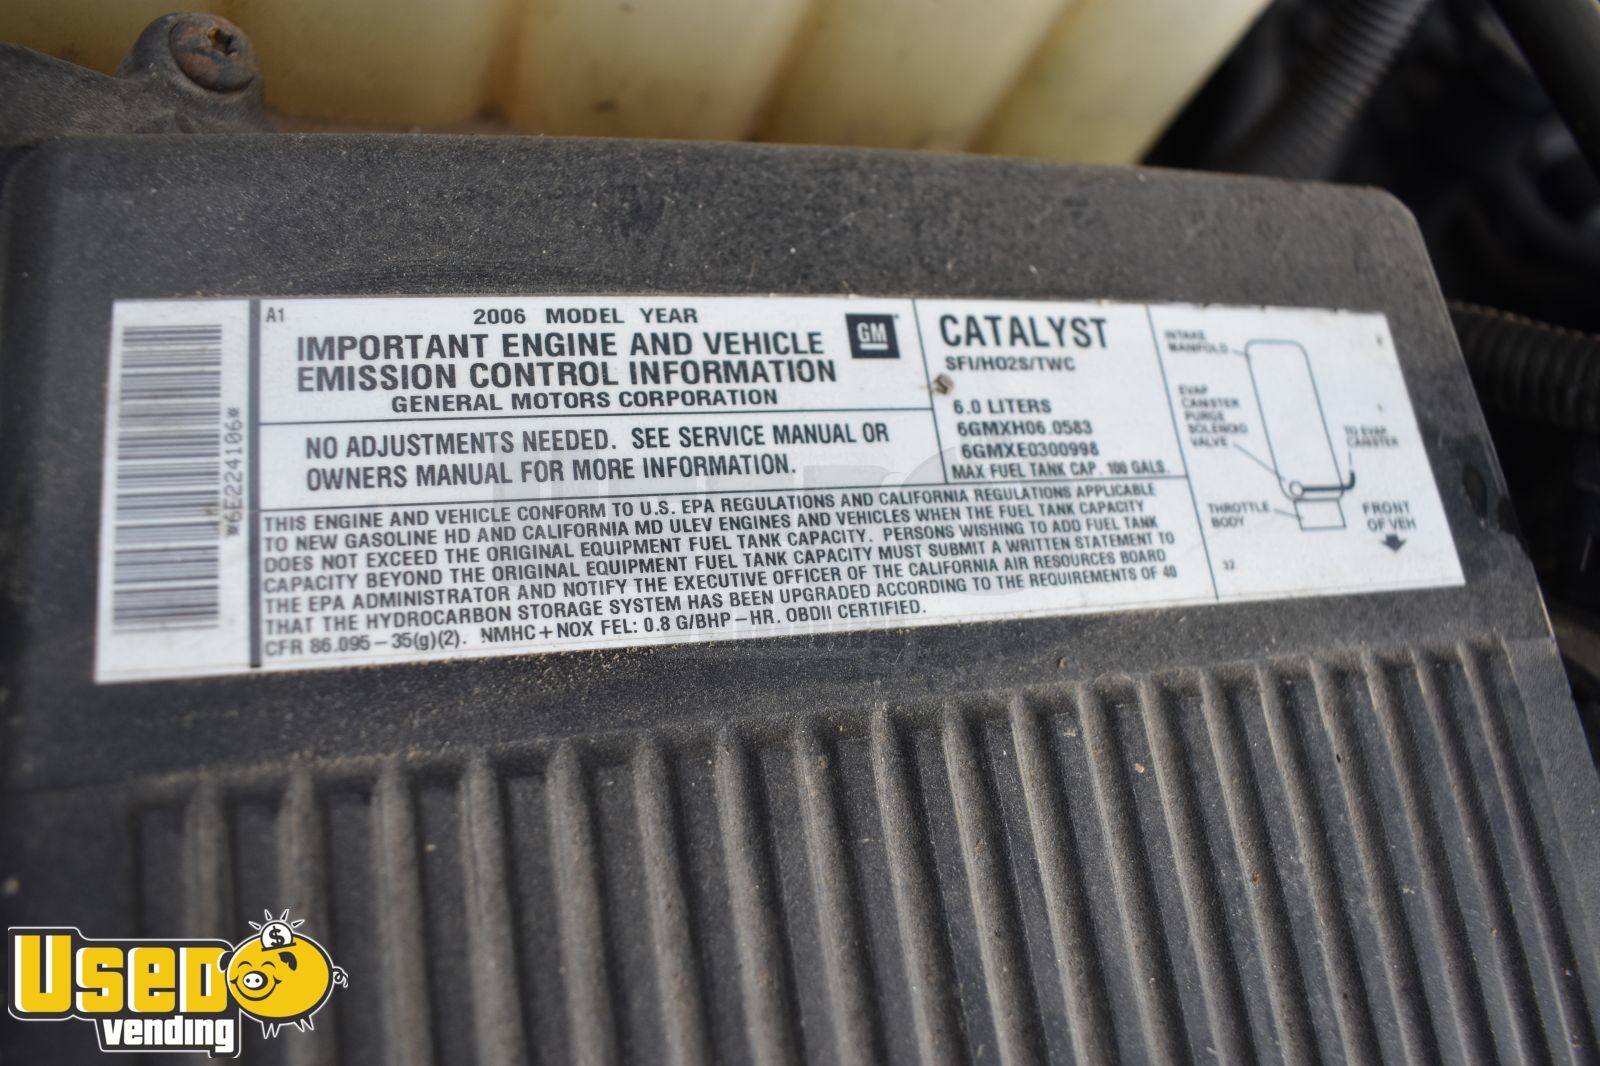 *6E224106*
A1
2006 MODEL YEAR
IMPORTANT ENGINE AND VEHICLE
EMISSION CONTROL INFORMATION
GENERAL MOTORS CORPORATION
GM
NO ADJUSTMENTS NEEDED. SEE SERVICE MANUAL OR
OWNERS MANUAL FOR MORE INFORMATION.
CATALYST
SFI/HO2S/TWC
6.0 LITERS
6GMXH06.0583
6GMXE0300998
MAX FUEL TANK CAP. 100 GALS.
THIS ENGINE AND VEHICLE CONFORM TO U.S. EPA REGULATIONS AND CALIFORNIA REGULATIONS APPLICABLE
TO NEW GASOLINE HD AND CALIFORNIA MD ULEV ENGINES AND VEHICLES WHEN THE FUEL TANK CAPACITY
DOES NOT EXCEED THE ORIGINAL EQUIPMENT FUEL TANK CAPACITY. PERSONS WISHING TO ADD FUEL TANK
CAPACITY BEYOND THE ORIGINAL EQUIPMENT FUEL TANK CAPACITY MUST SUBMIT A WRITTEN STATEMENT TO
THE EPA ADMINISTRATOR AND NOTIFY THE EXECUTIVE OFFICER OF THE CALIFORNIA AIR RESOURCES BOARD
THAT THE HYDROCARBON STORAGE SYSTEM HAS BEEN UPGRADED ACCORDING TO THE REQUIREMENTS OF 40
CFR 86.095-35(g)(2). NMHC+NOX FEL: 0.8 G/BHP-HR. OBDII CERTIFIED.
INTAKE
MANIFOLD
EVAP
CANISTER
PURGE
SOLENOID
VALVE
TO EVAP
CANISTER
THROTTLE
BODY
FRONT
OF VEH
32
USED
vending